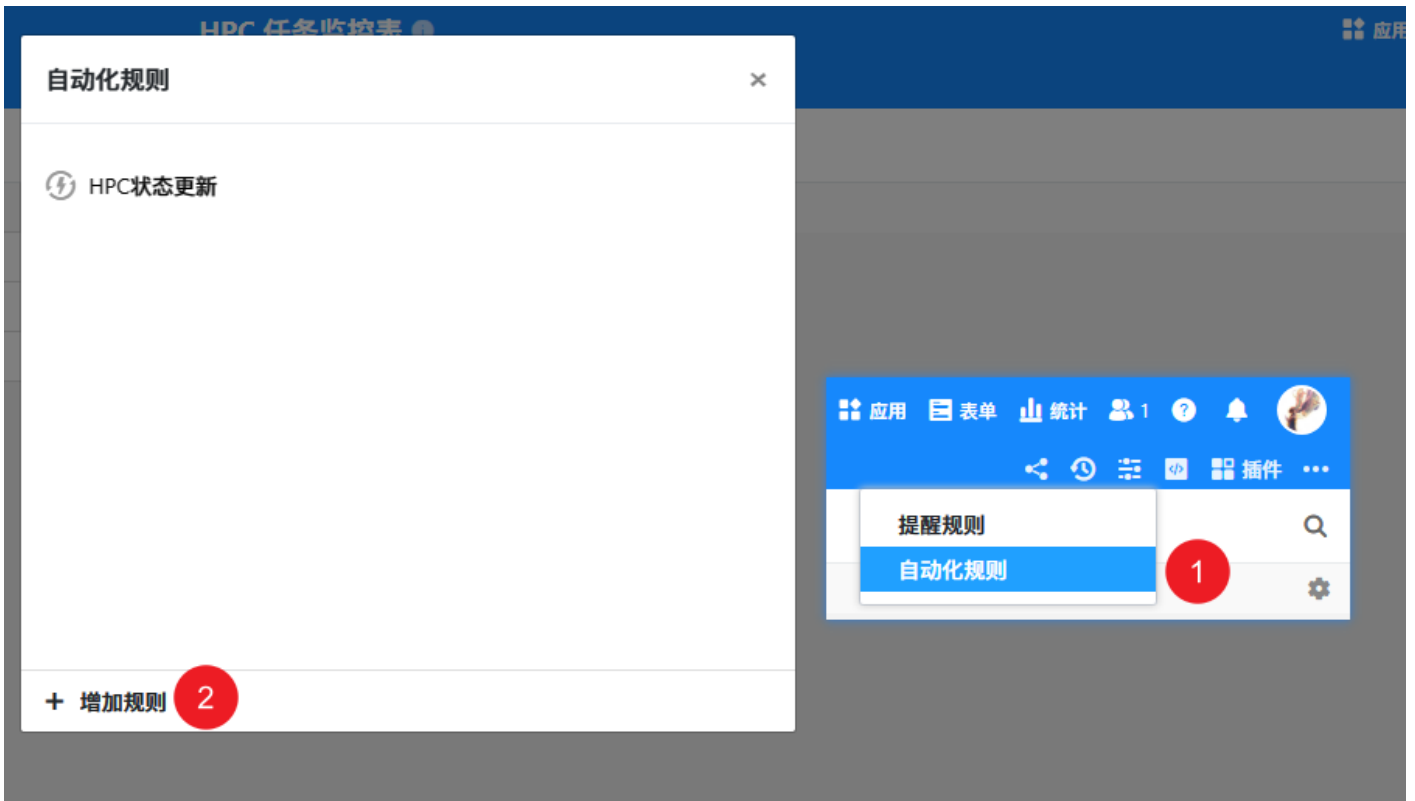 HPC 任务监控表
应用
自动化规则
×
HPC状态更新
应用 表单 统计 1 ?
</> 插件 •••
提醒规则
自动化规则
1
+ 增加规则
2